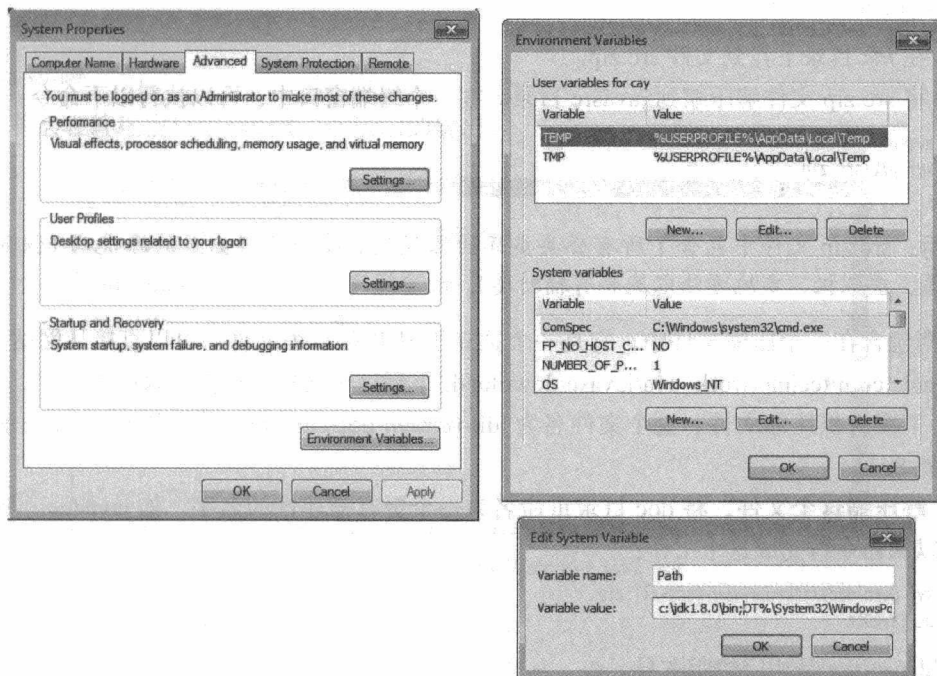 System Properties
Computer Name Hardware Advanced System Protection Remote
You must be logged on as an Administrator to make most of these changes.
Performance
Visual effects, processor scheduling, memory usage, and virtual memory
Settings...
User Profiles
Desktop settings related to your logon
Settings...
Startup and Recovery
System startup, system failure, and debugging information
Settings...
Environment Variables...
OK Cancel Apply
Environment Variables
User variables for cay
Variable Value
TEMP %USERPROFILE%\AppData\Local\Temp
TMP %USERPROFILE%\AppData\Local\Temp
New... Edit... Delete
System variables
Variable Value
ComSpec C:\Windows\system32\cmd.exe
FP_NO_HOST_C... NO
NUMBER_OF_P... 1
OS Windows_NT
New... Edit... Delete
OK Cancel
Edit System Variable
Variable name: Path
Variable value: c:\jdk1.8.0\bin;OT%\System32\WindowsPo
OK Cancel